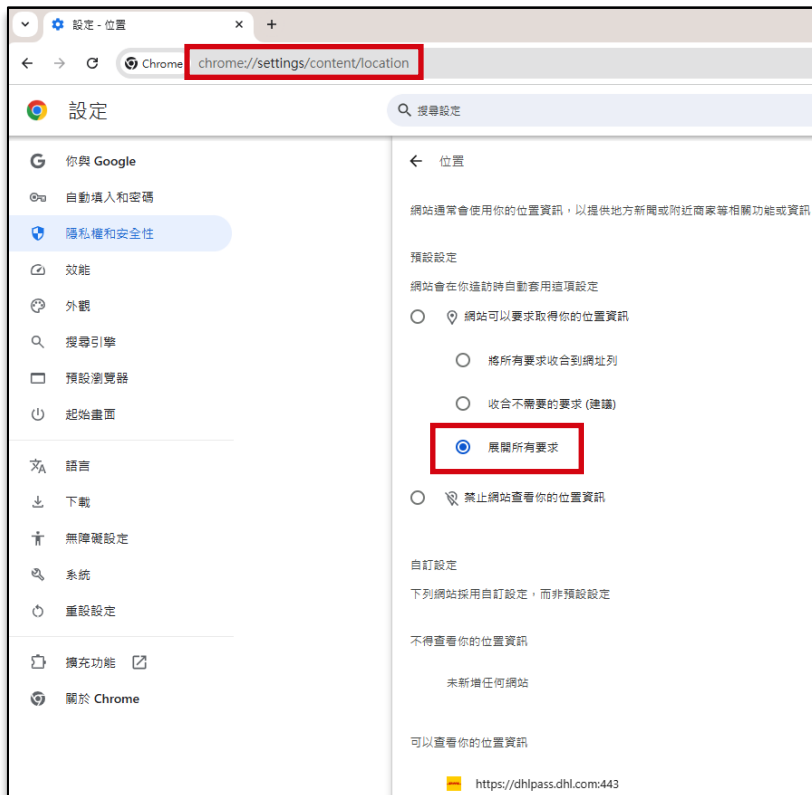 設定 - 位置
Chrome
chrome://settings/content/location
設定
搜尋設定
你與 Google
自動填入和密碼
隱私權和安全性
效能
外觀
搜尋引擎
預設瀏覽器
起始畫面
語言
下載
無障礙設定
系統
重設設定
擴充功能
關於 Chrome
位置
網站通常會使用你的位置資訊，以提供地方新聞或附近商家等相關功能或資訊
預設設定
網站會在你造訪時自動套用這項設定
網站可以要求取得你的位置資訊
將所有要求收合到網址列
收合不需要的要求 (建議)
展開所有要求
禁止網站查看你的位置資訊
自訂設定
下列網站採用自訂設定，而非預設設定
不得查看你的位置資訊
未新增任何網站
可以查看你的位置資訊
https://dhlpass.dhl.com:443